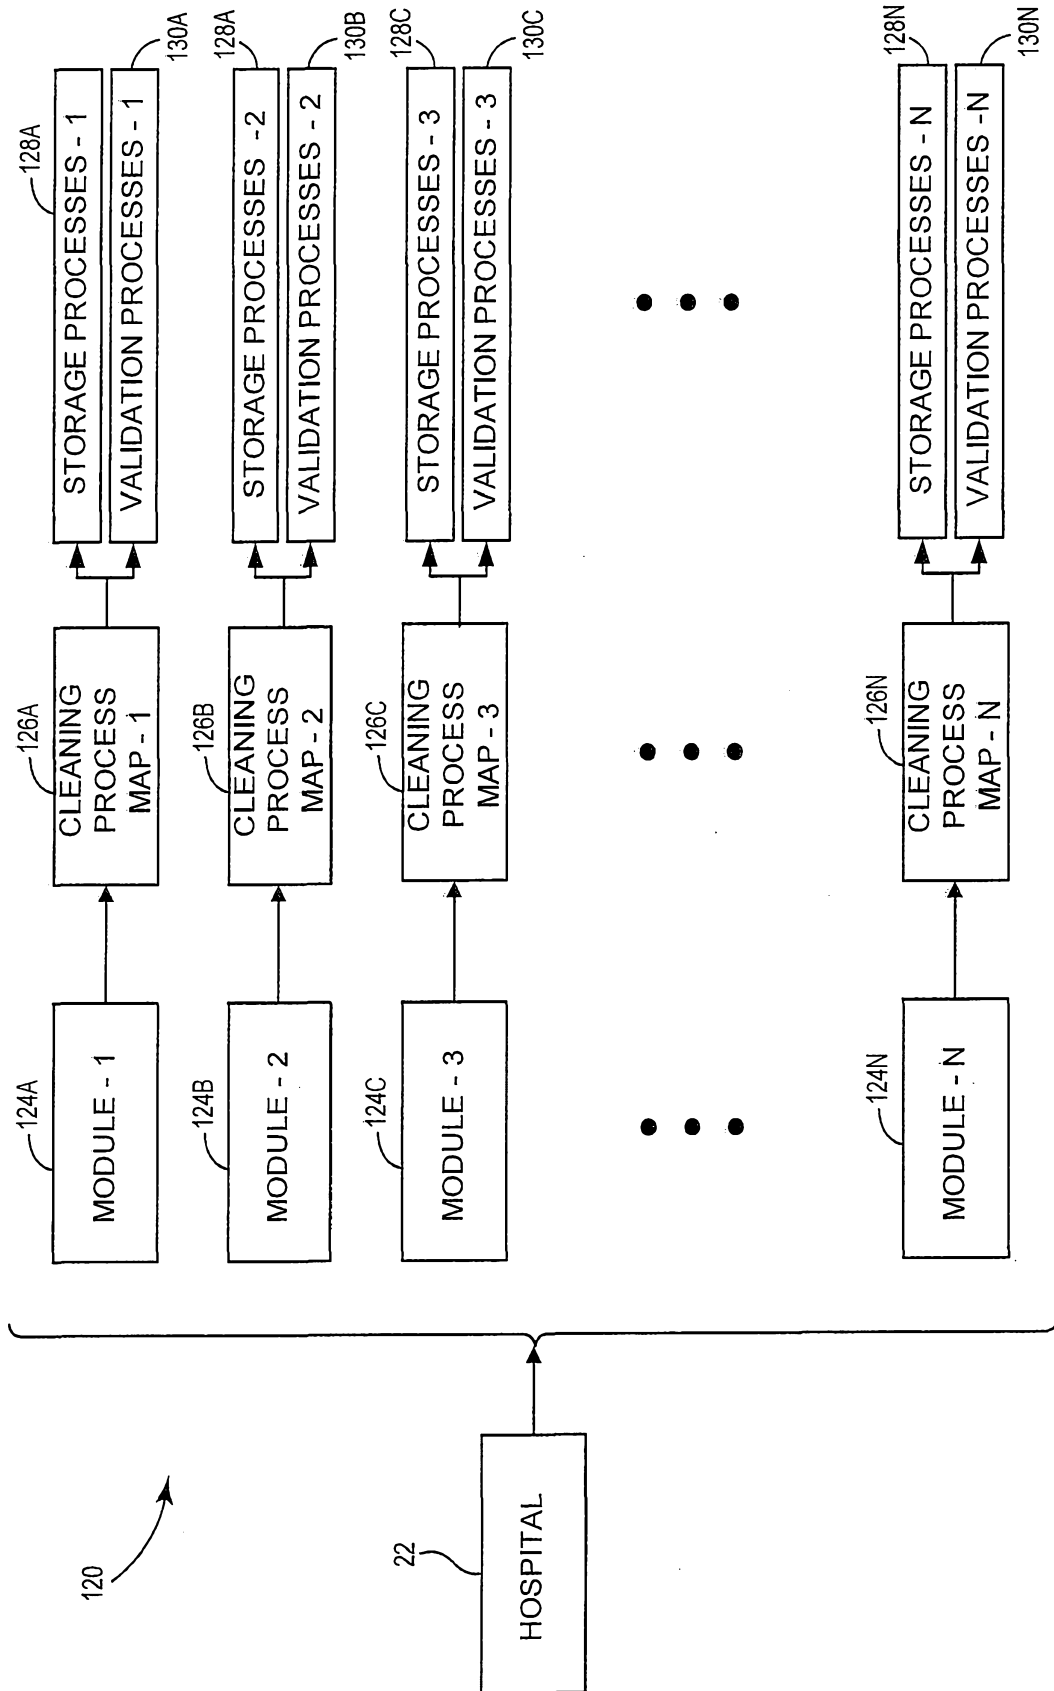 120
HOSPITAL
22
MODULE - 1
124A
CLEANING
PROCESS
MAP - 1
126A
STORAGE PROCESSES - 1
128A
VALIDATION PROCESSES - 1
130A
MODULE - 2
124B
CLEANING
PROCESS
MAP - 2
126B
STORAGE PROCESSES -2
128A
VALIDATION PROCESSES - 2
130B
MODULE - 3
124C
CLEANING
PROCESS
MAP - 3
126C
STORAGE PROCESSES - 3
128C
VALIDATION PROCESSES - 3
130C
MODULE - N
124N
CLEANING
PROCESS
MAP - N
126N
STORAGE PROCESSES - N
128N
VALIDATION PROCESSES -N
130N